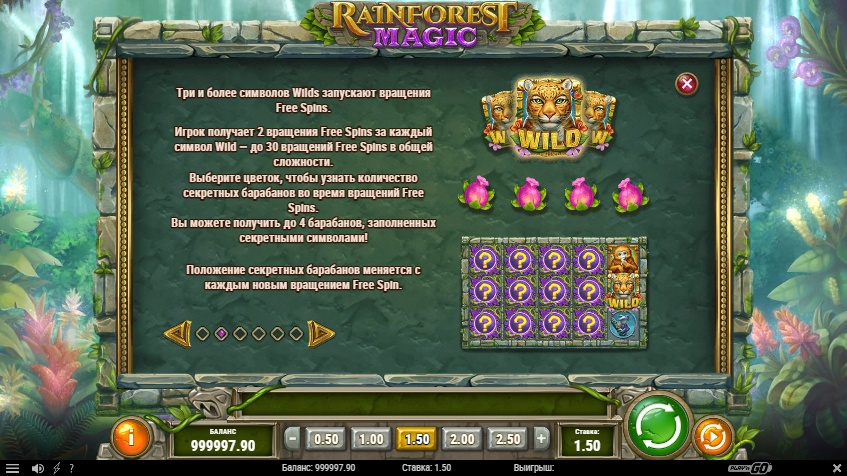 RAINFOREST
MAGIC
Три и более символов Wilds запускают вращения
Free Spins.
Игрок получает 2 вращения Free Spins за каждый
символ Wild – до 30 вращений Free Spins в общей
сложности.
Выберите цветок, чтобы узнать количество
секретных барабанов во время вращений Free
Spins.
Вы можете получить до 4 барабанов, заполненных
секретными символами!
Положение секретных барабанов меняется с
каждым новым вращением Free Spin.
W WILD W
? ? ? ?
? ? ? ? WILD
? ? ? ?
БАЛАНС
999997.90
- 0.50 1.00 1.50 2.00 2.50 +
Ставка:
1.50
? Баланс: 999997.90 Ставка: 1.50 Выигрыш: PLAY'N GO